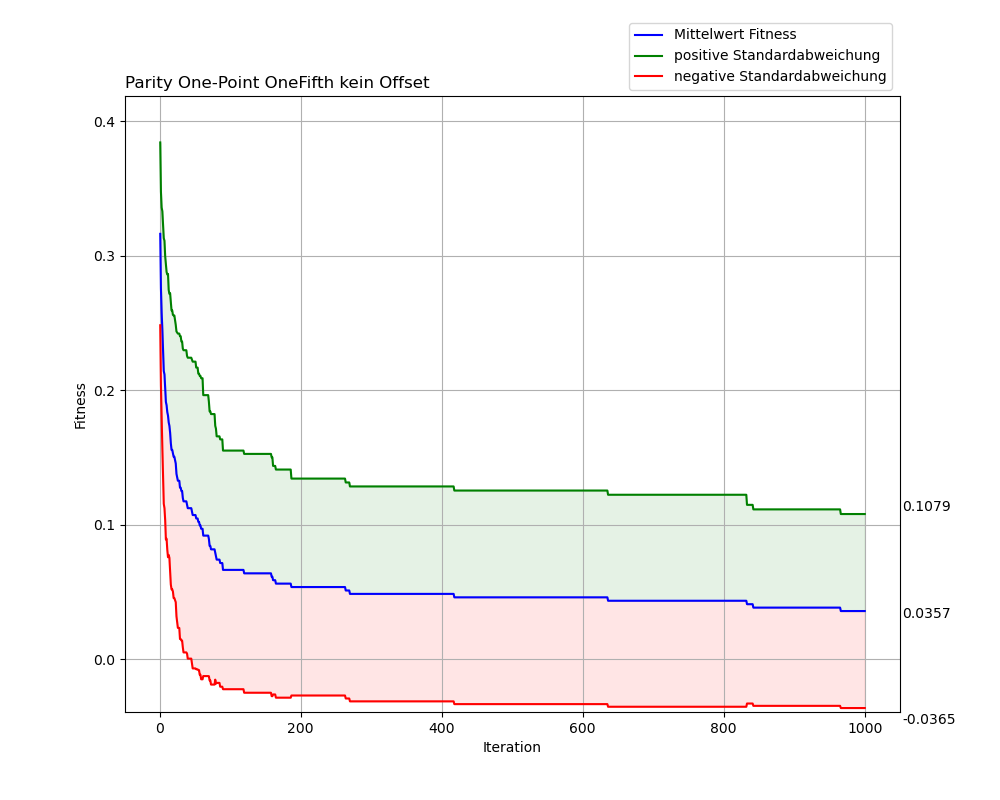 Mittelwert Fitness
positive Standardabweichung
negative Standardabweichung
Parity One-Point OneFifth kein Offset
0.4
0.3
0.2
0.1
0.0
Fitness
0.1079
0.0357
-0.0365
0
200
400
600
800
1000
Iteration